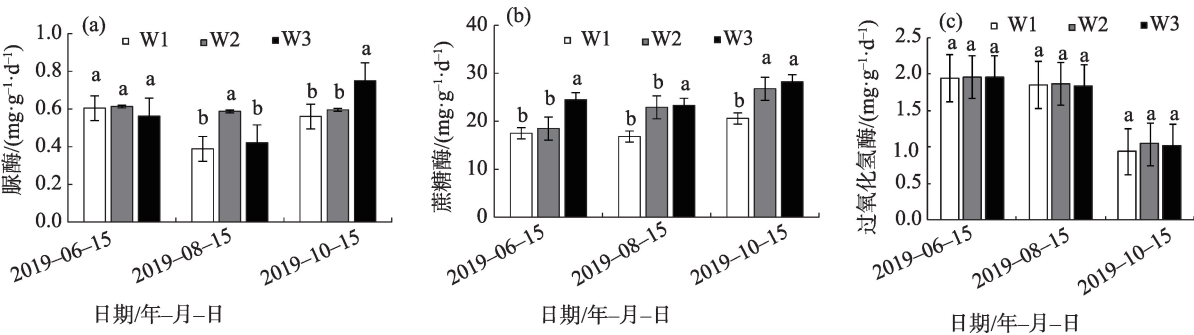 (a)
W1 W2 W3
脲酶/(mg·g⁻¹·d⁻¹)
1.0
0.8
0.6
0.4
0.2
0.0
a a a
b a b
b b a
2019–06–15
2019–08–15
2019–10–15
日期/年–月–日
(b)
W1 W2 W3
蔗糖酶/(mg·g⁻¹·d⁻¹)
40
30
20
10
0
b b a
b b a
b a a
2019–06–15
2019–08–15
2019–10–15
日期/年–月–日
(c)
W1 W2 W3
过氧化氢酶/(mg·g⁻¹·d⁻¹)
2.5
2.0
1.5
1.0
0.5
0.0
a a a
a a a
a a a
2019–06–15
2019–08–15
2019–10–15
日期/年–月–日